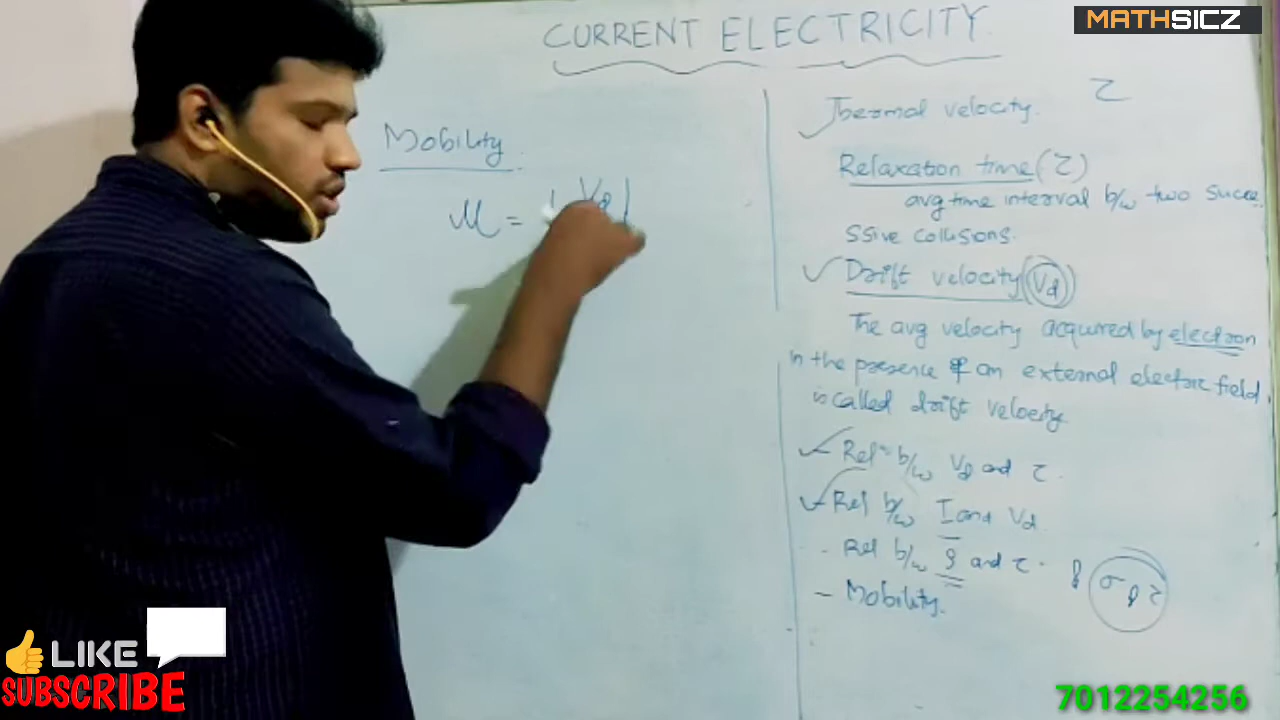 CURRENT ELECTRICITY
MATHSICZ
Mobility
μ = | Vd |
Thermal velocity. τ
Relaxation time (τ)
avg time interval b/w two succe
ssive collisions.
Drift velocity (Vd)
The avg velocity acquired by electron
in the presence of an external electric field.
is called drift velocity
Relⁿ b/w Vd and τ.
Rel b/w I and Vd.
- Rel b/w ρ and τ.
σ
- Mobility.
LIKE
SUBSCRIBE
7012254256